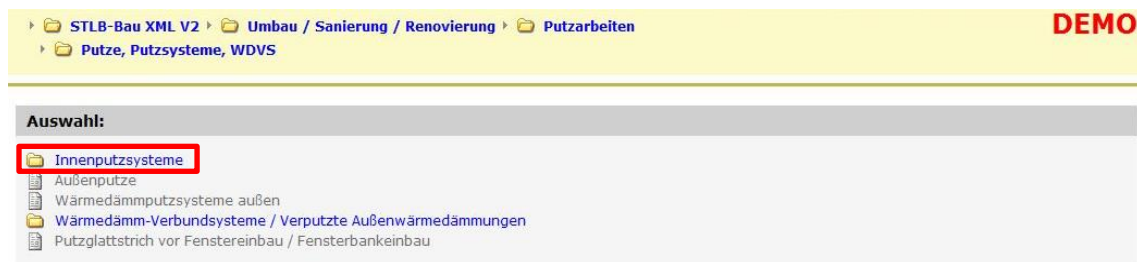 STLB-Bau XML V2 Umbau / Sanierung / Renovierung Putzarbeiten
DEMO
Putze, Putzsysteme, WDVS
Auswahl:
Innenputzsysteme
Außenputze
Wärmedämmputzsysteme außen
Wärmedämm-Verbundsysteme / Verputzte Außenwärmedämmungen
Putzglattstrich vor Fenstereinbau / Fensterbankeinbau